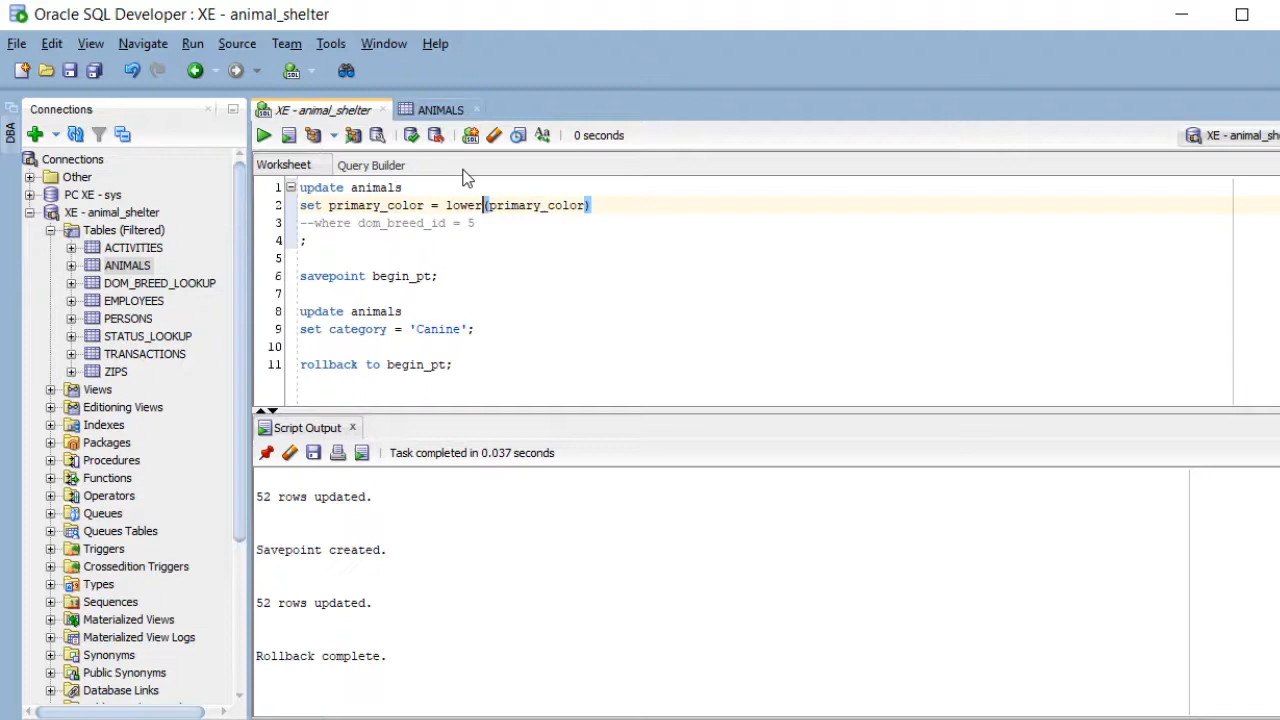 Oracle SQL Developer : XE - animal_shelter
File Edit View Navigate Run Source Team Tools Window Help
Connections
XE - animal_shelter
ANIMALS
DBA
0 seconds
XE - animal_sh
Worksheet
Query Builder
Connections
Other
PC XE - sys
XE - animal_shelter
Tables (Filtered)
ACTIVITIES
ANIMALS
DOM_BREED_LOOKUP
EMPLOYEES
PERSONS
STATUS_LOOKUP
TRANSACTIONS
ZIPS
Views
Editioning Views
Indexes
Packages
Procedures
Functions
Operators
Queues
Queues Tables
Triggers
Crossedition Triggers
Types
Sequences
Materialized Views
Materialized View Logs
Synonyms
Public Synonyms
Database Links
1 update animals
2 set primary_color = lower(primary_color)
3 --where dom_breed_id = 5
4 ;
5
6 savepoint begin_pt;
7
8 update animals
9 set category = 'Canine';
10
11 rollback to begin_pt;
Script Output
Task completed in 0.037 seconds
52 rows updated.
Savepoint created.
52 rows updated.
Rollback complete.